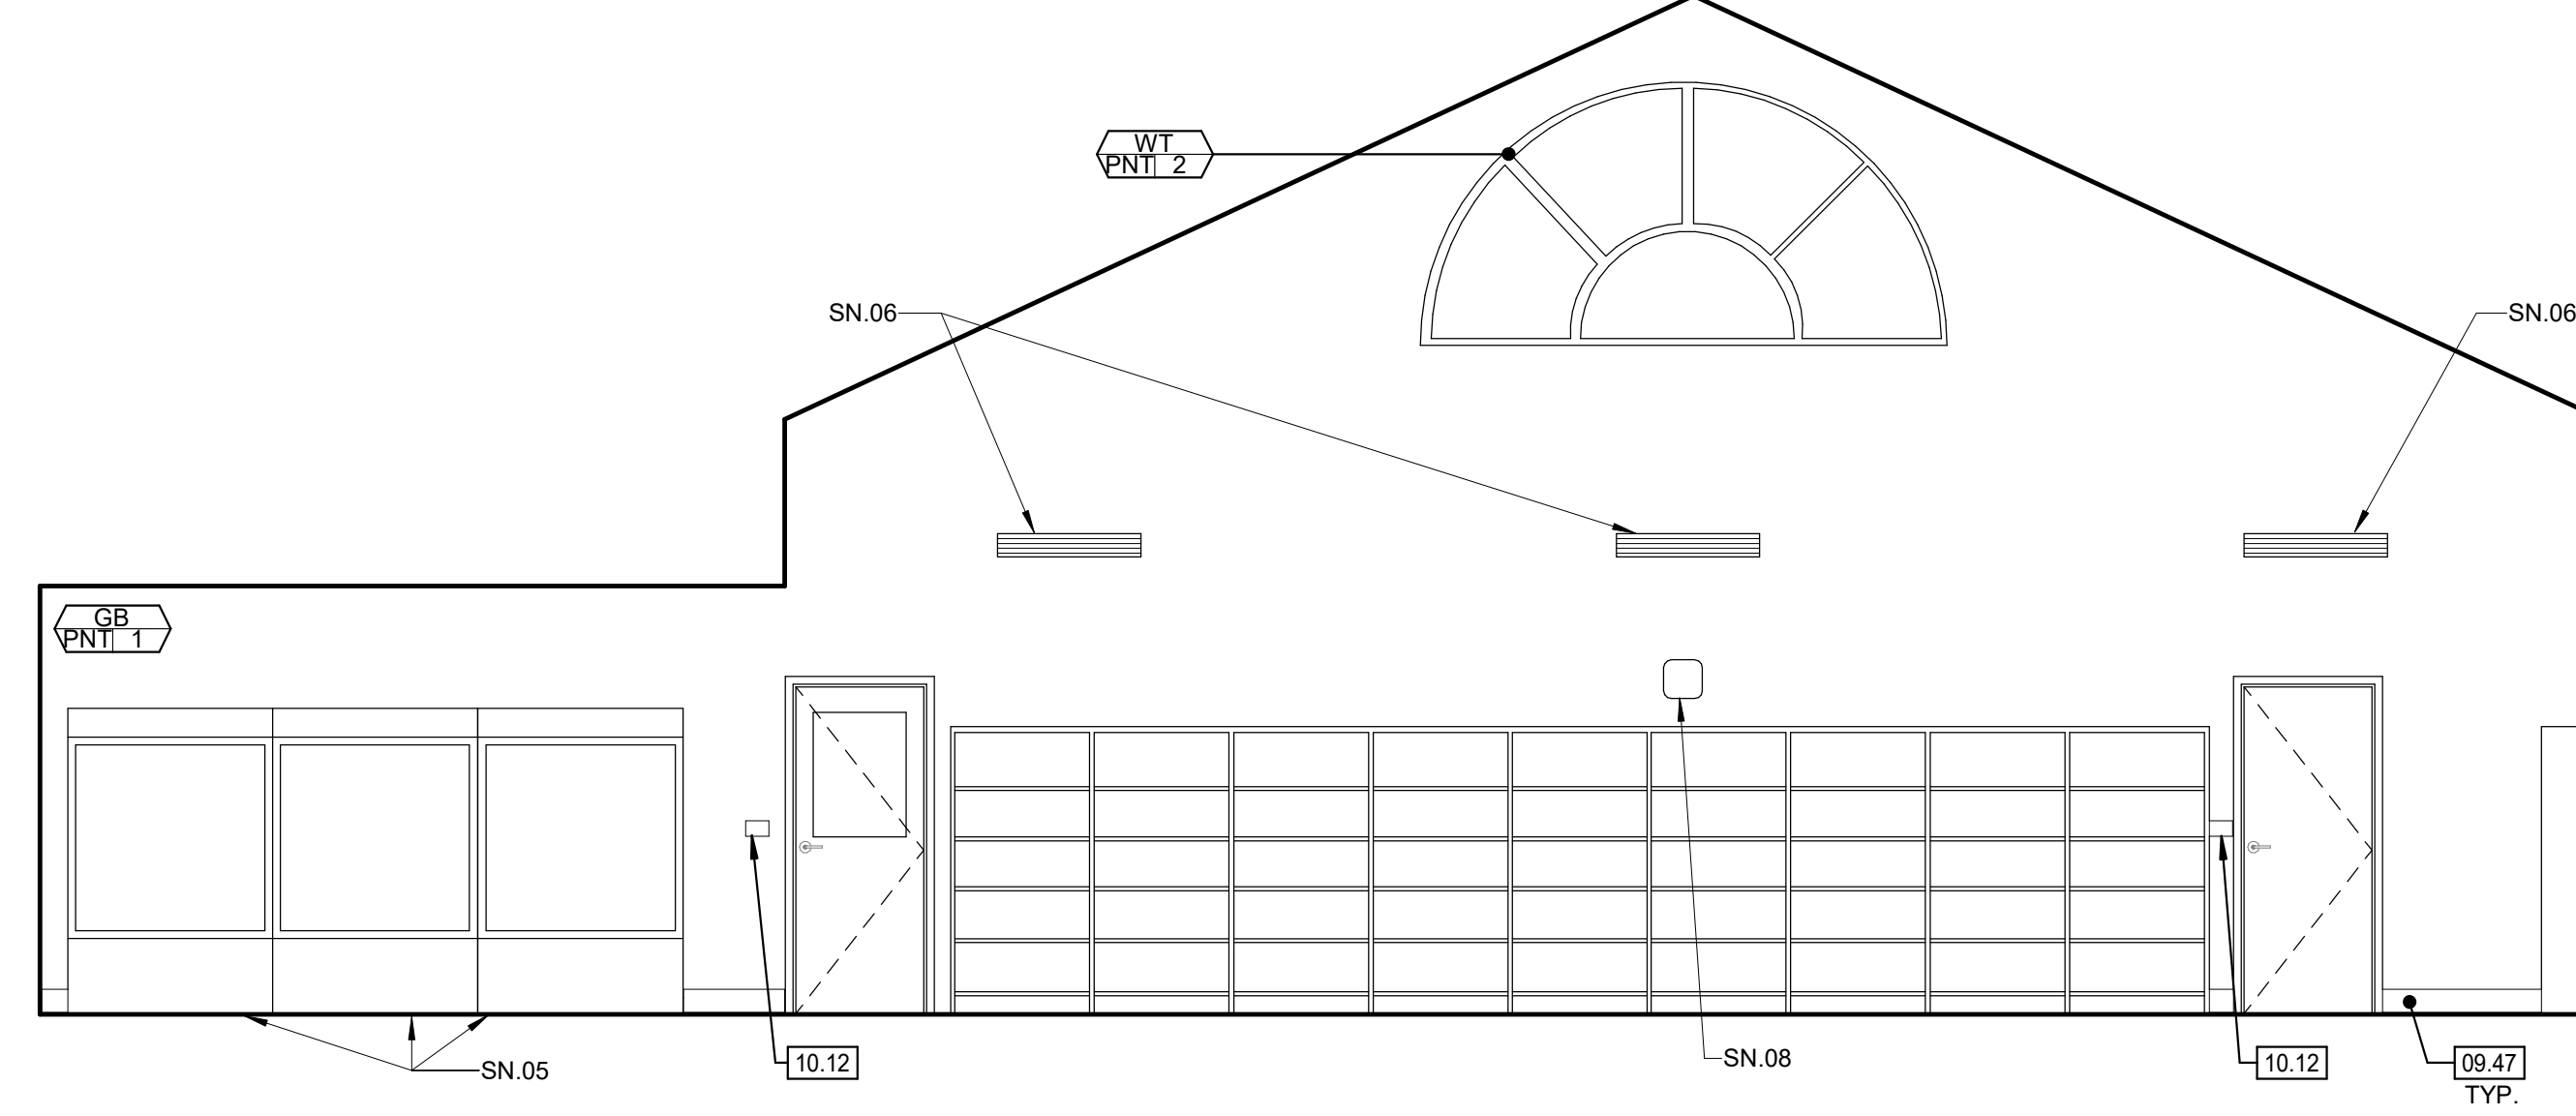 WT
PNT 2
SN.06
SN.06
GB
PNT 1
SN.05
10.12
SN.08
10.12
09.47
TYP.